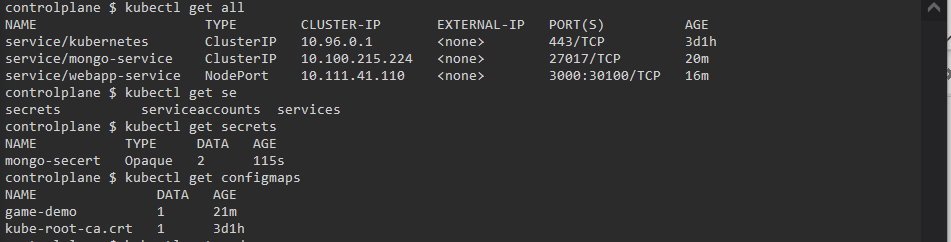 controlplane $ kubectl get all
NAME                     TYPE        CLUSTER-IP       EXTERNAL-IP   PORT(S)          AGE
service/kubernetes       ClusterIP   10.96.0.1        <none>        443/TCP          3d1h
service/mongo-service    ClusterIP   10.100.215.224   <none>        27017/TCP        20m
service/webapp-service   NodePort    10.111.41.110    <none>        3000:30100/TCP   16m
controlplane $ kubectl get se
secrets          serviceaccounts  services
controlplane $ kubectl get secrets
NAME           TYPE     DATA   AGE
mongo-secert   Opaque   2      115s
controlplane $ kubectl get configmaps
NAME               DATA   AGE
game-demo          1      21m
kube-root-ca.crt   1      3d1h